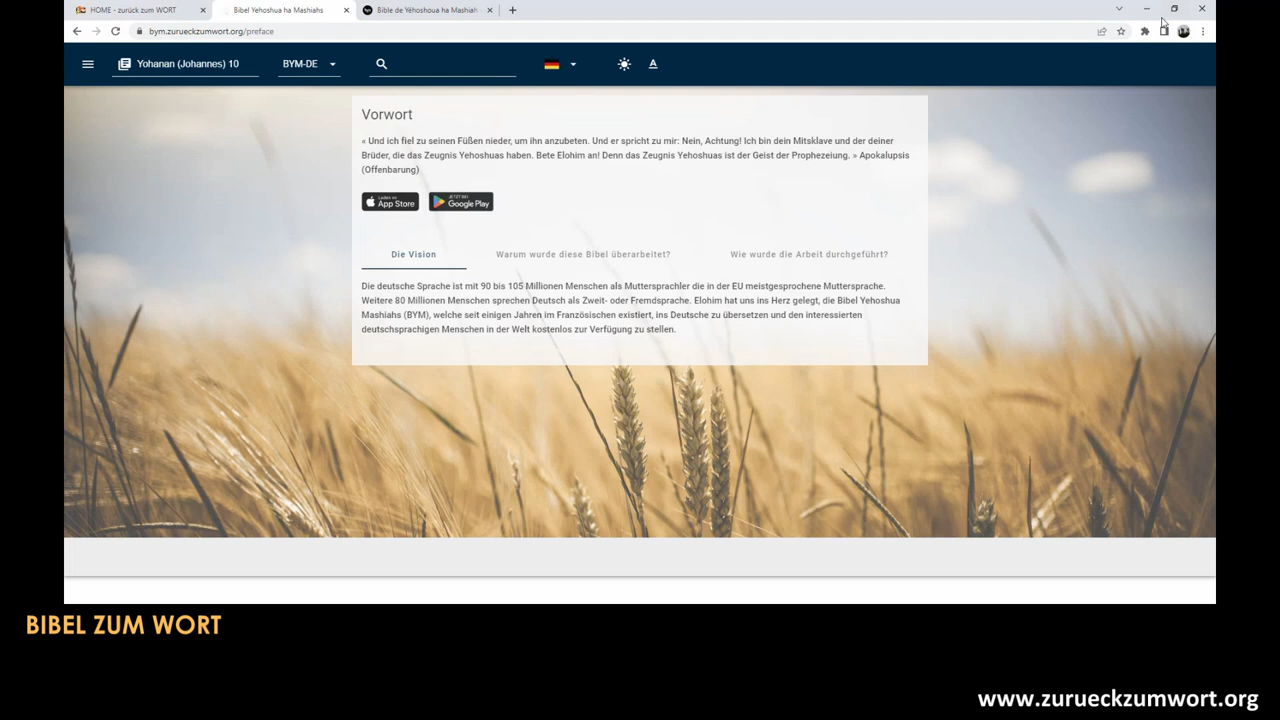 HOME - zurück zum WORT
Bibel Yehoshua ha Mashiahs
Bible de Yéhoshoua ha Mashiah
bym.zurueckzumwort.org/preface
Yohanan (Johannes) 10
BYM-DE
A
Vorwort
« Und ich fiel zu seinen Füßen nieder, um ihn anzubeten. Und er spricht zu mir: Nein, Achtung! Ich bin dein Mitsklave und der deiner
Brüder, die das Zeugnis Yehoshuas haben. Bete Elohim an! Denn das Zeugnis Yehoshuas ist der Geist der Prophezeiung. » Apokalupsis
(Offenbarung)
Laden im
App Store
JETZT BEI
Google Play
Die Vision
Warum wurde diese Bibel überarbeitet?
Wie wurde die Arbeit durchgeführt?
Die deutsche Sprache ist mit 90 bis 105 Millionen Menschen als Muttersprachler die in der EU meistgesprochene Muttersprache.
Weitere 80 Millionen Menschen sprechen Deutsch als Zweit- oder Fremdsprache. Elohim hat uns ins Herz gelegt, die Bibel Yehoshua
Mashiahs (BYM), welche seit einigen Jahren im Französischen existiert, ins Deutsche zu übersetzen und den interessierten
deutschsprachigen Menschen in der Welt kostenlos zur Verfügung zu stellen.
BIBEL ZUM WORT
www.zurueckzumwort.org